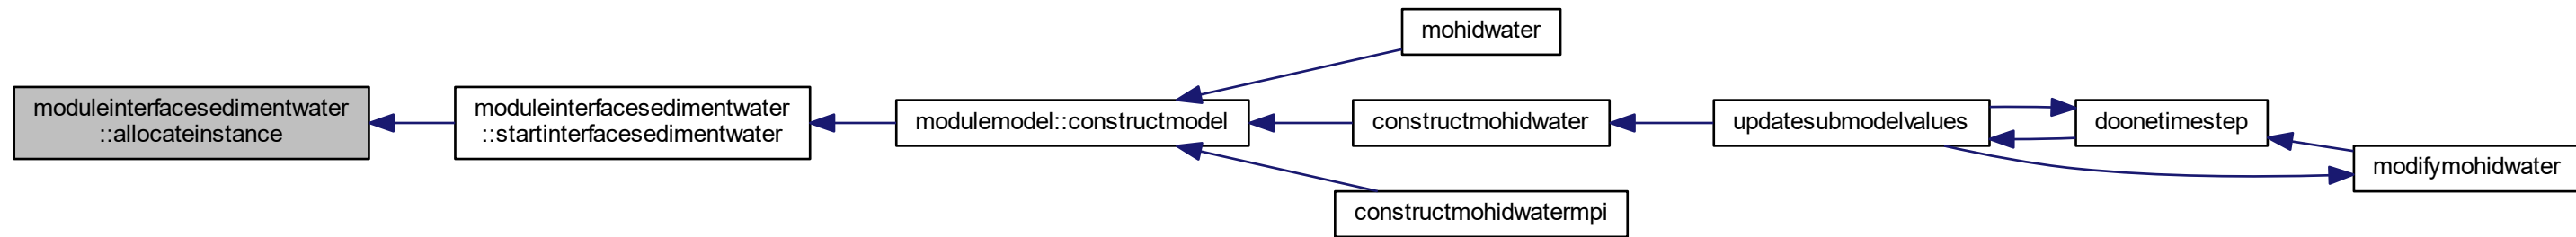 moduleinterfacesedimentwater
::allocateinstance
moduleinterfacesedimentwater
::startinterfacesedimentwater
modulemodel::constructmodel
mohidwater
constructmohidwater
constructmohidwatermpi
updatesubmodelvalues
doonetimestep
modifymohidwater